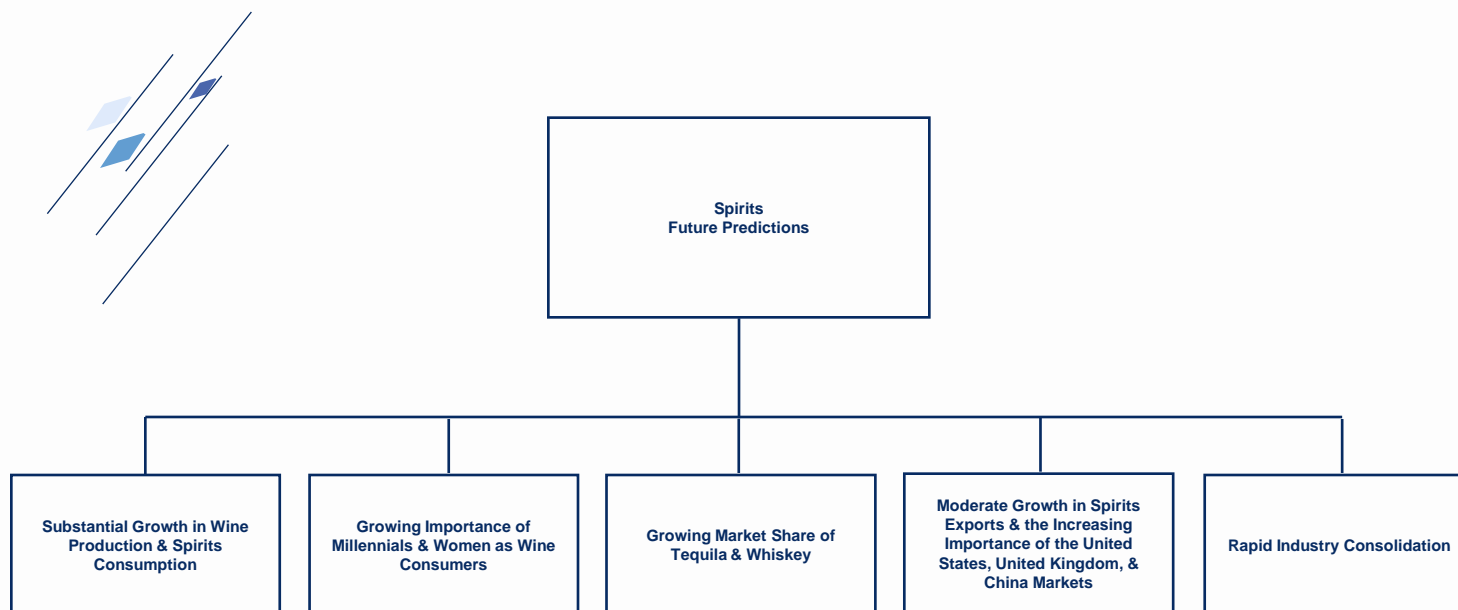 Spirits
Future Predictions
Substantial Growth in Wine
Production & Spirits
Consumption
Growing Importance of
Millennials & Women as Wine
Consumers
Growing Market Share of
Tequila & Whiskey
Moderate Growth in Spirits
Exports & the Increasing
Importance of the United
States, United Kingdom, &
China Markets
Rapid Industry Consolidation